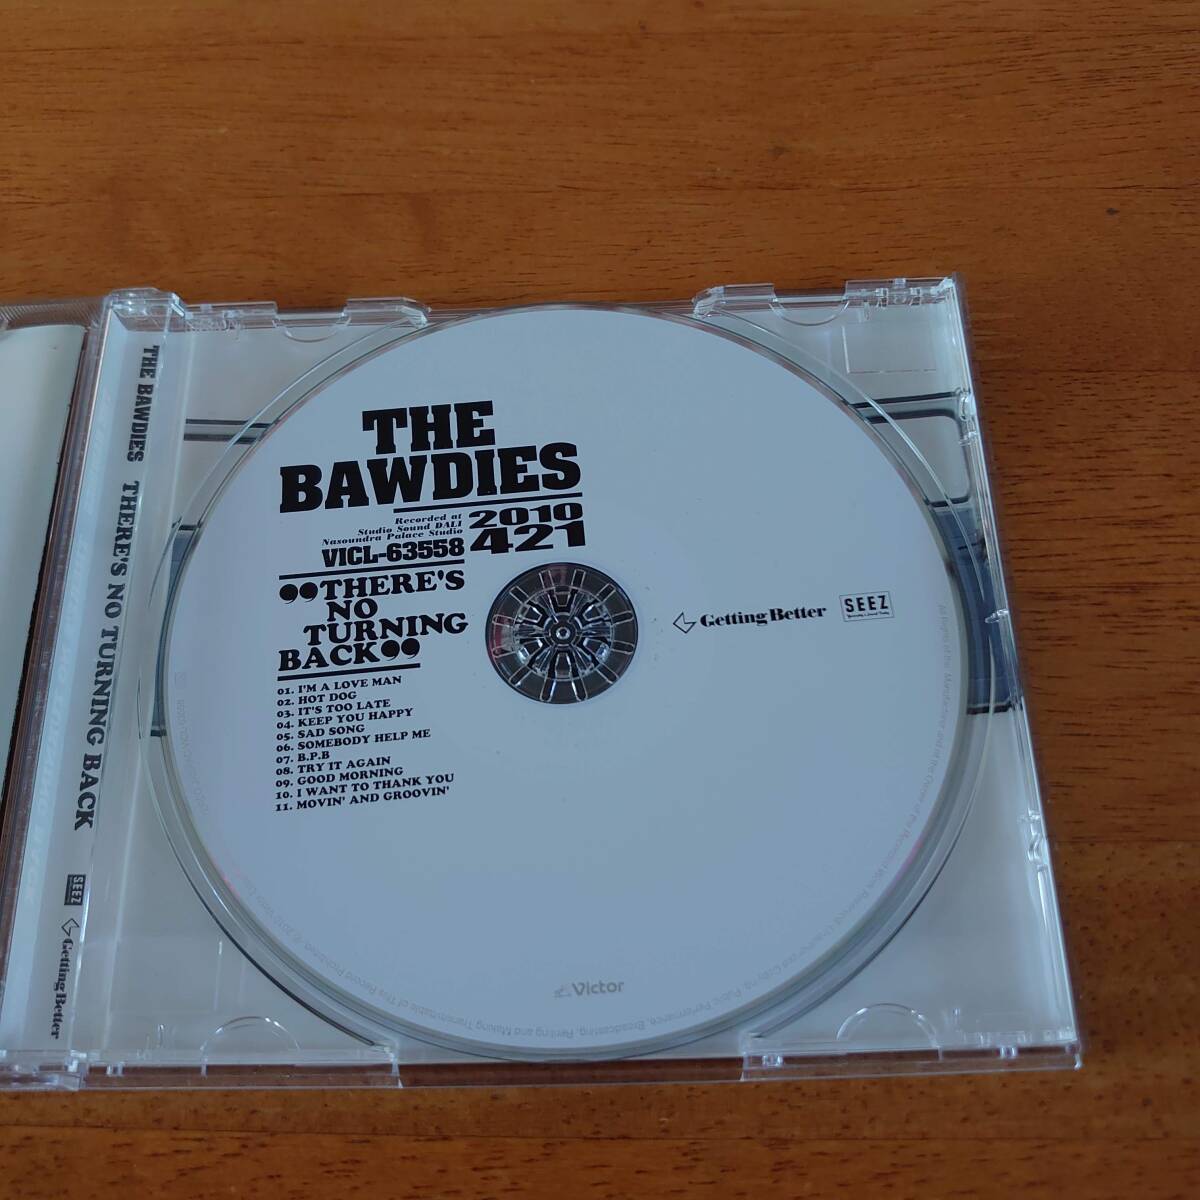 THE BAWDIES THERE'S NO TURNING BACK SEEZ Getting Better
THE
BAWDIES
Recorded at
Studio Sound DALI
Nasoundra Palace Studio
VICL-63558
2010
421
❟❟THERE'S
NO
TURNING
BACK❟❟
01. I'M A LOVE MAN
02. HOT DOG
03. IT'S TOO LATE
04. KEEP YOU HAPPY
05. SAD SONG
06. SOMEBODY HELP ME
07. B.P.B
08. TRY IT AGAIN
09. GOOD MORNING
10. I WANT TO THANK YOU
11. MOVIN' AND GROOVIN'
Getting Better
SEEZ
Victor